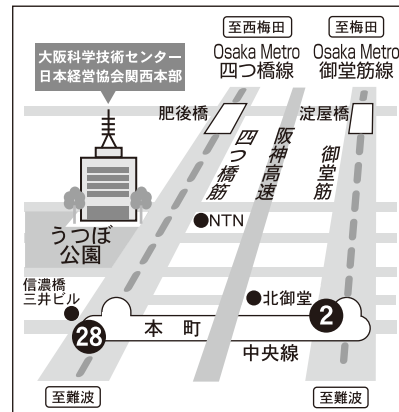 至西梅田
至梅田
Osaka Metro
四つ橋線
Osaka Metro
御堂筋線
大阪科学技術センター
日本経営協会関西本部
肥後橋
淀屋橋
四つ橋筋
阪神高速
御堂筋
NTN
うつぼ
公園
信濃橋
三井ビル
北御堂
2
28
本町
中央線
至難波
至難波